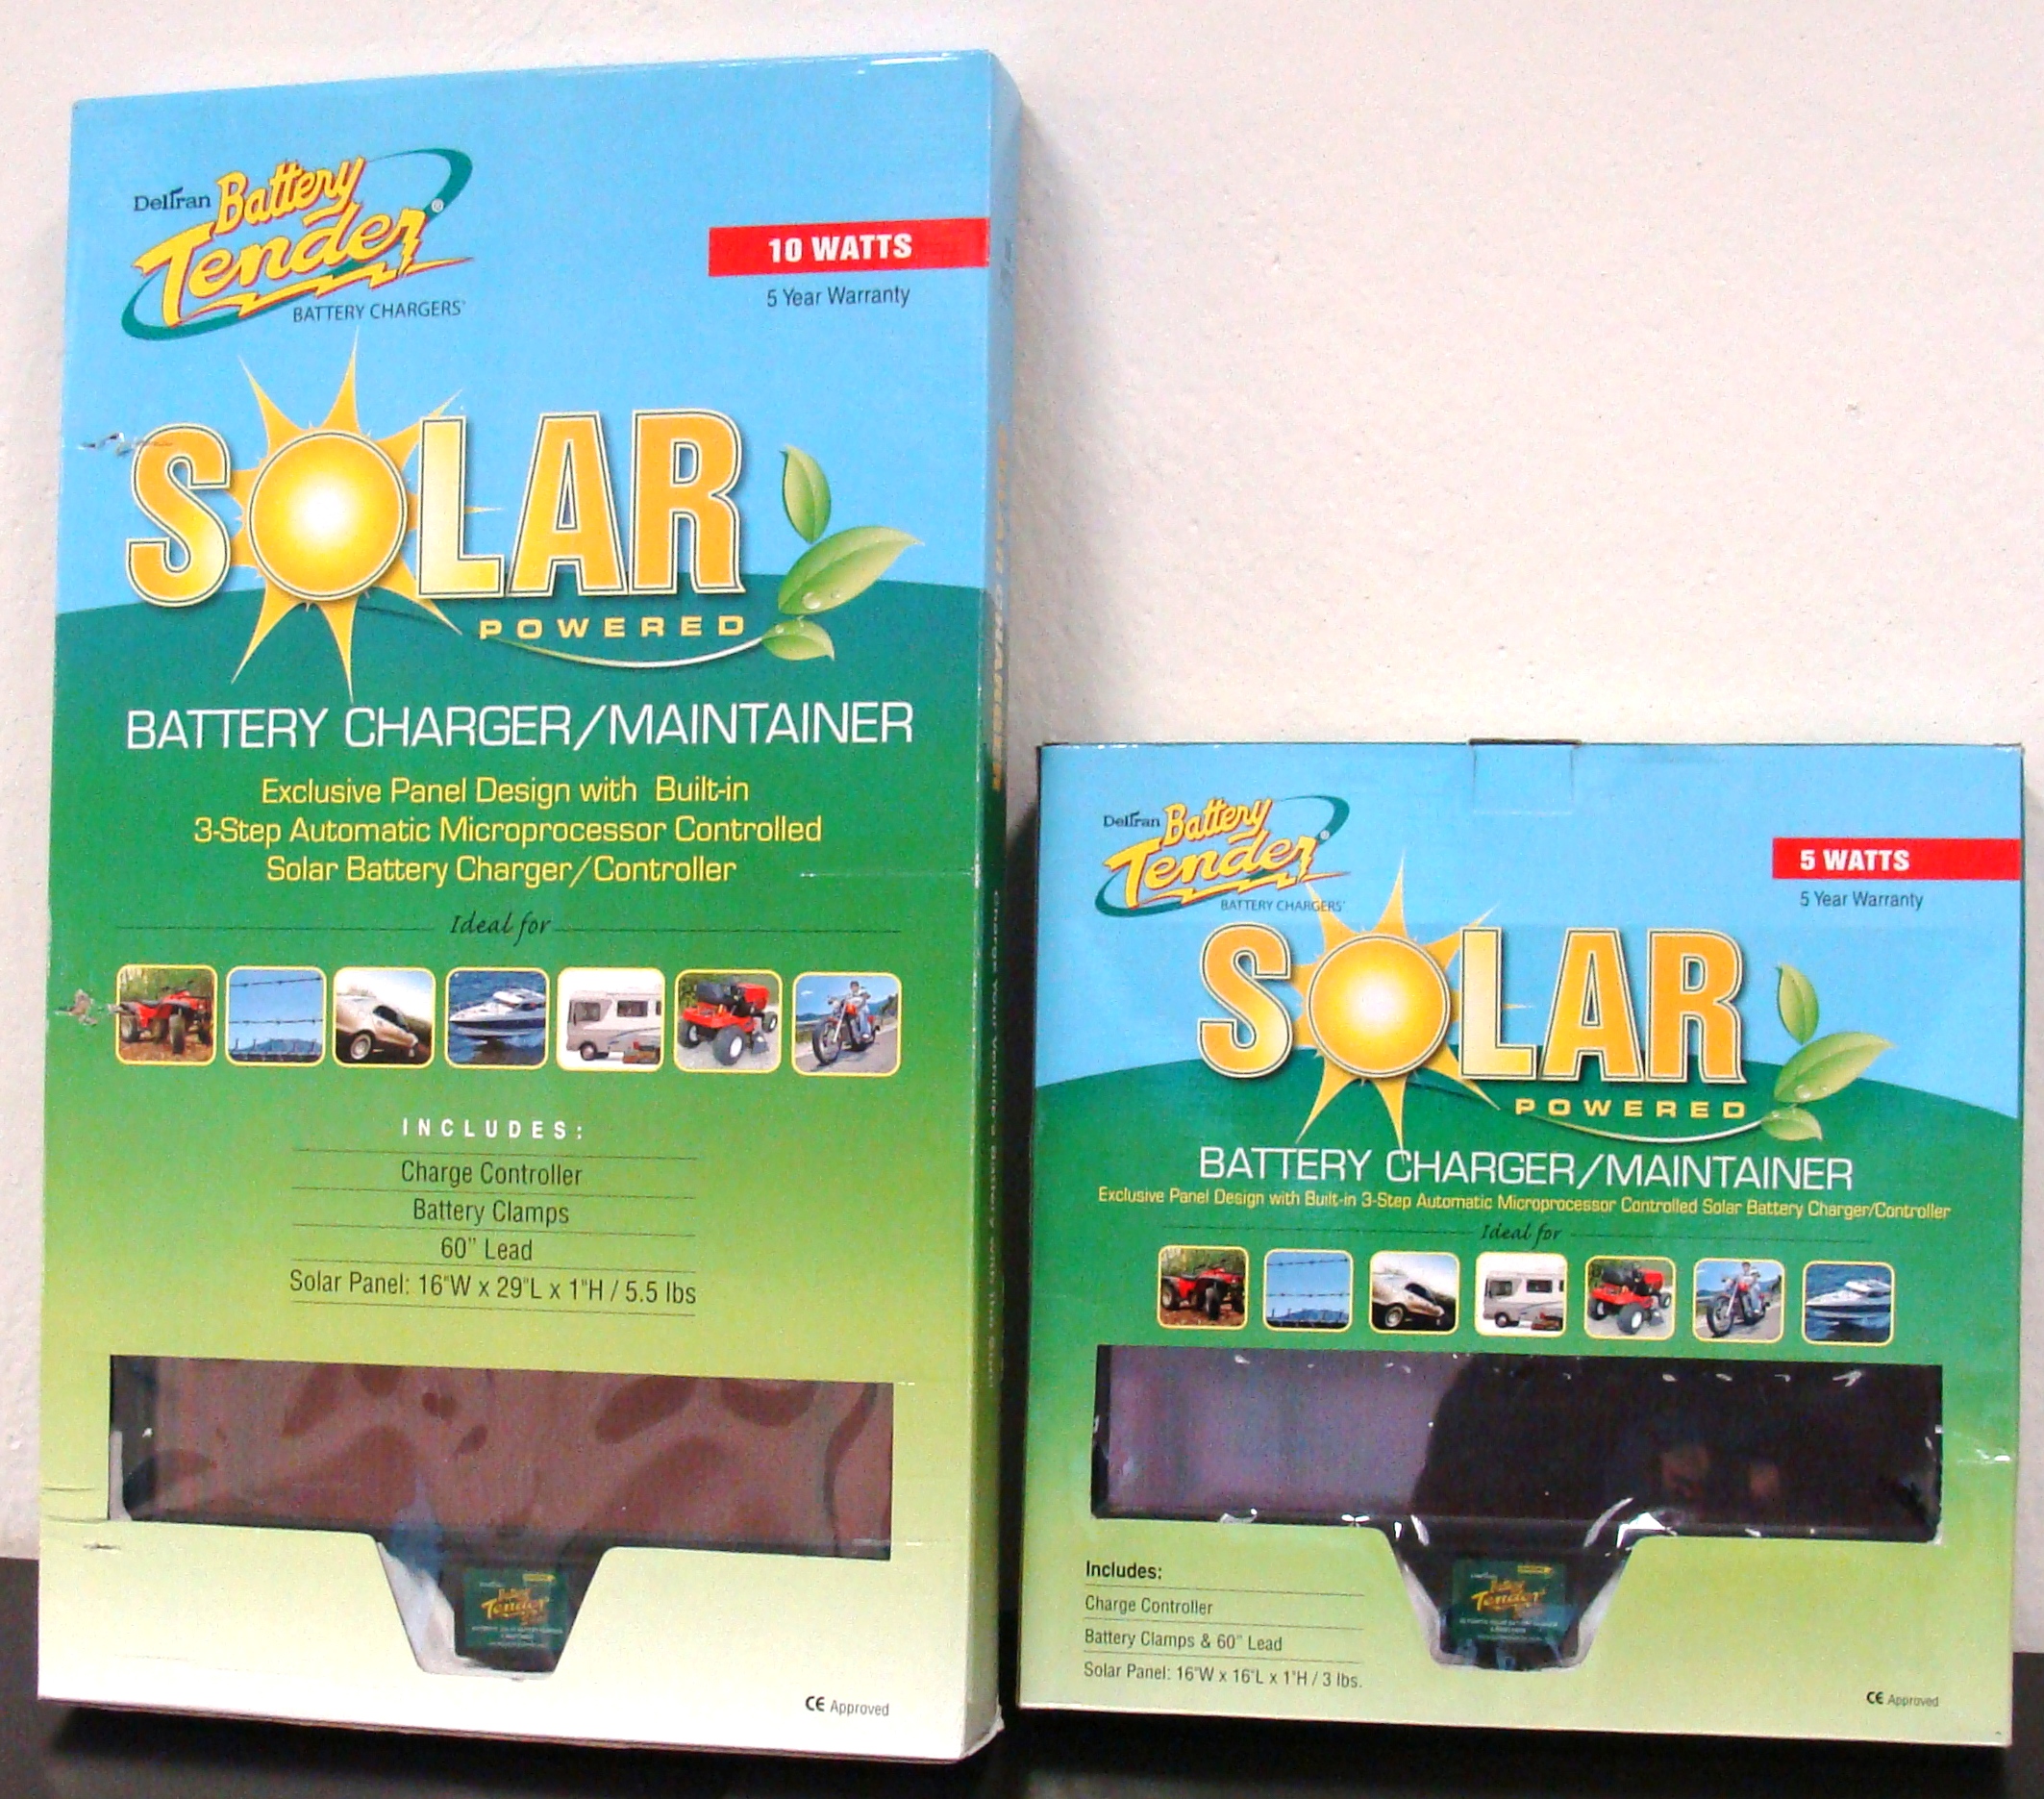 Deltran Battery
Tender®
BATTERY CHARGERS
10 WATTS
5 Year Warranty
SOLAR
POWERED
BATTERY CHARGER/MAINTAINER
Exclusive Panel Design with Built-in
3-Step Automatic Microprocessor Controlled
Solar Battery Charger/Controller
Ideal for
INCLUDES:
Charge Controller
Battery Clamps
60" Lead
Solar Panel: 16"W x 29"L x 1"H / 5.5 lbs
Battery
Tender
CE Approved
Deltran Battery
Tender®
BATTERY CHARGERS
5 WATTS
5 Year Warranty
SOLAR
POWERED
BATTERY CHARGER/MAINTAINER
Exclusive Panel Design with Built-in 3-Step Automatic Microprocessor Controlled Solar Battery Charger/Controller
Ideal for
Includes:
Charge Controller
Battery Clamps & 60" Lead
Solar Panel: 16"W x 16"L x 1"H / 3 lbs.
Battery
Tender
CE Approved